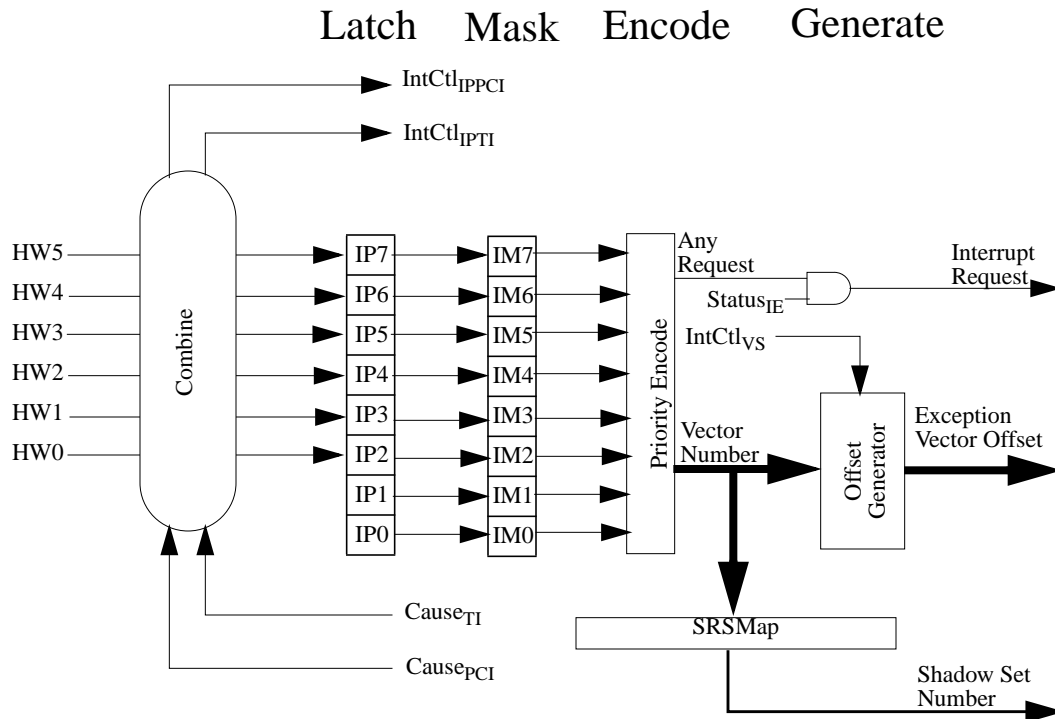 Latch Mask Encode Generate
IntCtlIPPCI
IntCtlIPTI
HW5
HW4
HW3
HW2
HW1
HW0
Combine
IP7
IP6
IP5
IP4
IP3
IP2
IP1
IP0
IM7
IM6
IM5
IM4
IM3
IM2
IM1
IM0
Priority Encode
Any
Request
StatusIE
IntCtlVS
Vector
Number
Offset
Generator
Interrupt
Request
Exception
Vector Offset
CauseTI
CausePCI
SRSMap
Shadow Set
Number